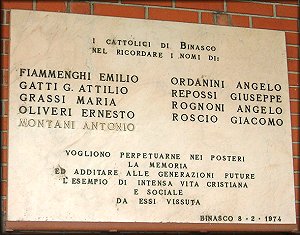 I CATTOLICI DI BINASCO
NEL RICORDARE I NOMI DI:
FIAMMENGHI EMILIO
GATTI G. ATTILIO
GRASSI MARIA
OLIVERI ERNESTO
MONTANI ANTONIO
ORDANINI ANGELO
REPOSSI GIUSEPPE
ROGNONI ANGELO
ROSCIO GIACOMO
VOGLIONO PERPETUARNE NEI POSTERI
LA MEMORIA
ED ADDITARE ALLE GENERAZIONI FUTURE
L'ESEMPIO DI INTENSA VITA CRISTIANA
E SOCIALE
DA ESSI VISSUTA
BINASCO 8-2-1974